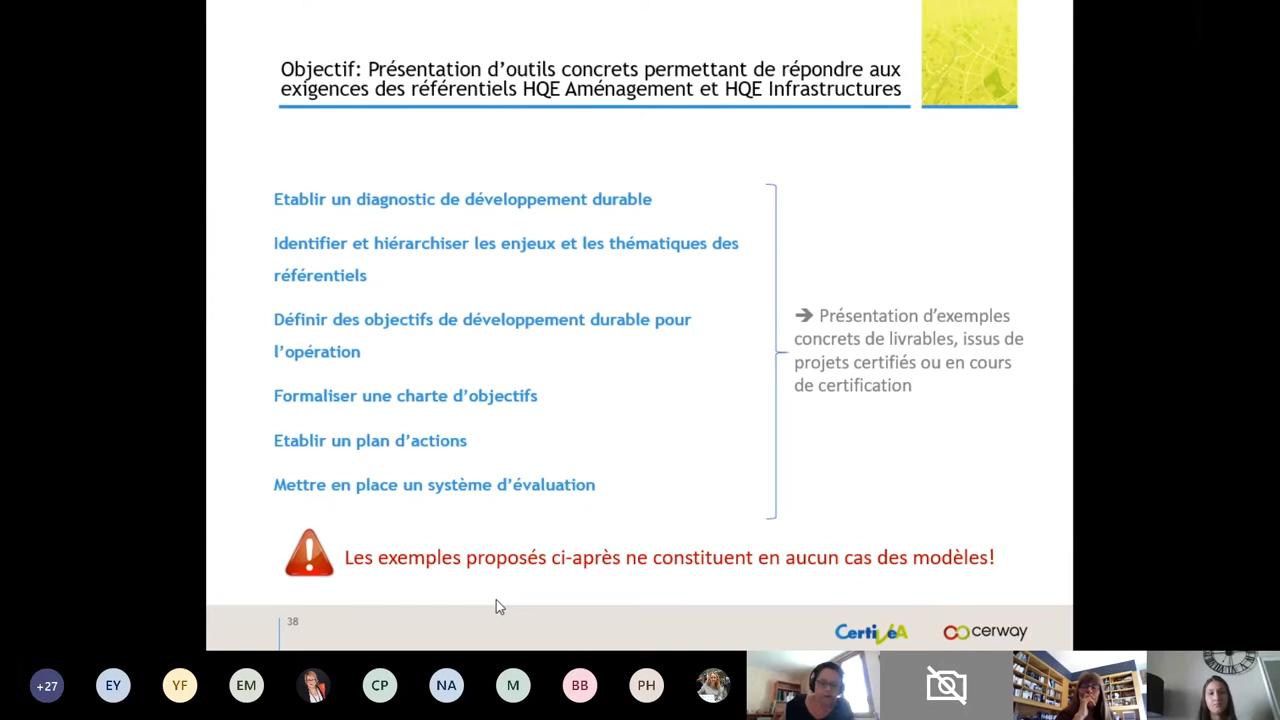 Objectif: Présentation d'outils concrets permettant de répondre aux
exigences des référentiels HQE Aménagement et HQE Infrastructures
Etablir un diagnostic de développement durable
Identifier et hiérarchiser les enjeux et les thématiques des
référentiels
Définir des objectifs de développement durable pour
l'opération
Formaliser une charte d'objectifs
Etablir un plan d'actions
Mettre en place un système d'évaluation
➔ Présentation d'exemples
concrets de livrables, issus de
projets certifiés ou en cours
de certification
Les exemples proposés ci-après ne constituent en aucun cas des modèles!
38
CertivéA
cerway
+27
EY
YF
EM
CP
NA
M
BB
PH